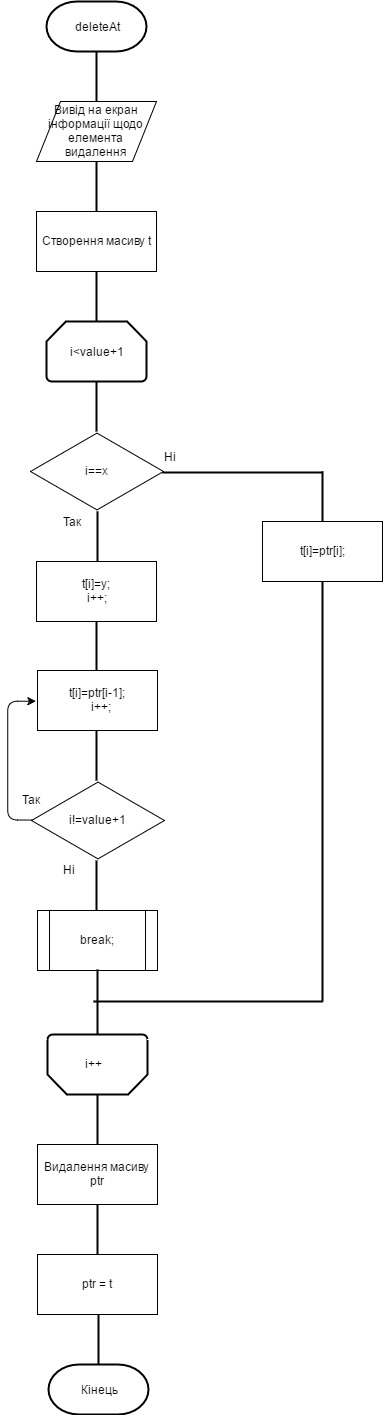 deleteAt
Вивід на екран
інформації щодо
елемента
видалення
Створення масиву t
i<value+1
i==x
Ні
Так
t[i]=y;
i++;
t[i]=ptr[i];
t[i]=ptr[i-1];
i++;
Так
i!=value+1
Ні
break;
i++
Видалення масиву
ptr
ptr = t
Кінець